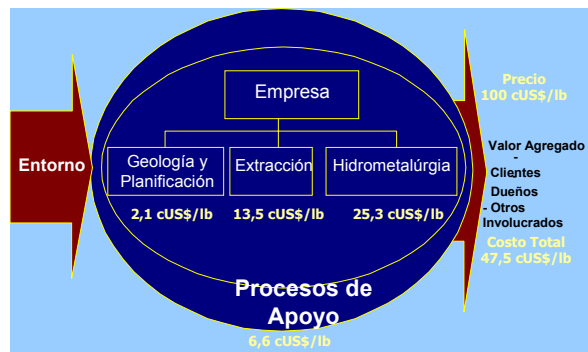 Empresa
Entorno
Geología y
Planificación
Extracción
Hidrometalúrgia
2,1 cUS$/lb
13,5 cUS$/lb
25,3 cUS$/lb
Procesos de
Apoyo
6,6 cUS$/lb
Precio
100 cUS$/lb
Valor Agregado
-
Clientes
Dueños
- Otros
Involucrados
Costo Total
47,5 cUS$/lb